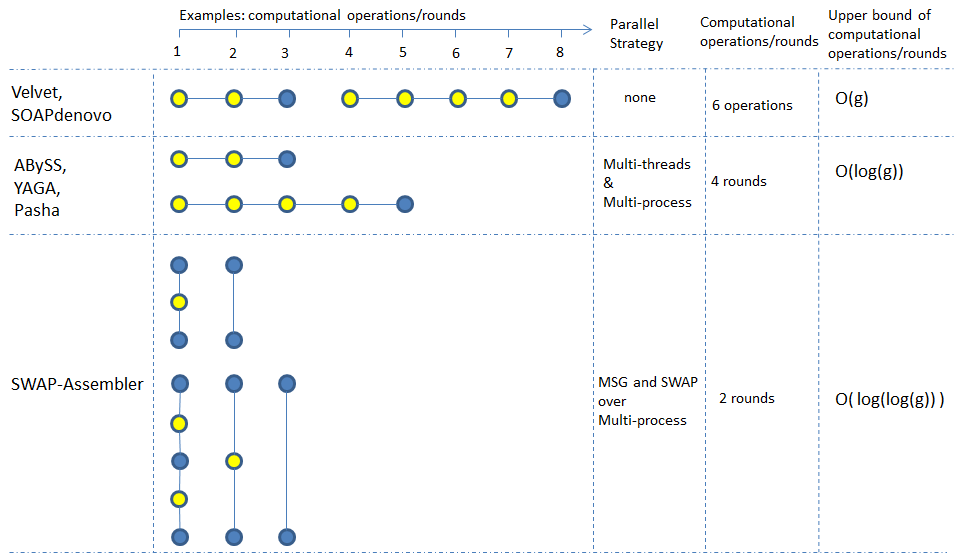 Examples: computational operations/rounds
1 2 3 4 5 6 7 8
Parallel
Strategy
Computational
operations/rounds
Upper bound of
computational
operations/rounds
Velvet,
SOAPdenovo
none
6 operations
O(g)
ABySS,
YAGA,
Pasha
Multi-threads
&
Multi-process
4 rounds
O(log(g))
SWAP-Assembler
MSG and SWAP
over
Multi-process
2 rounds
O( log(log(g)) )